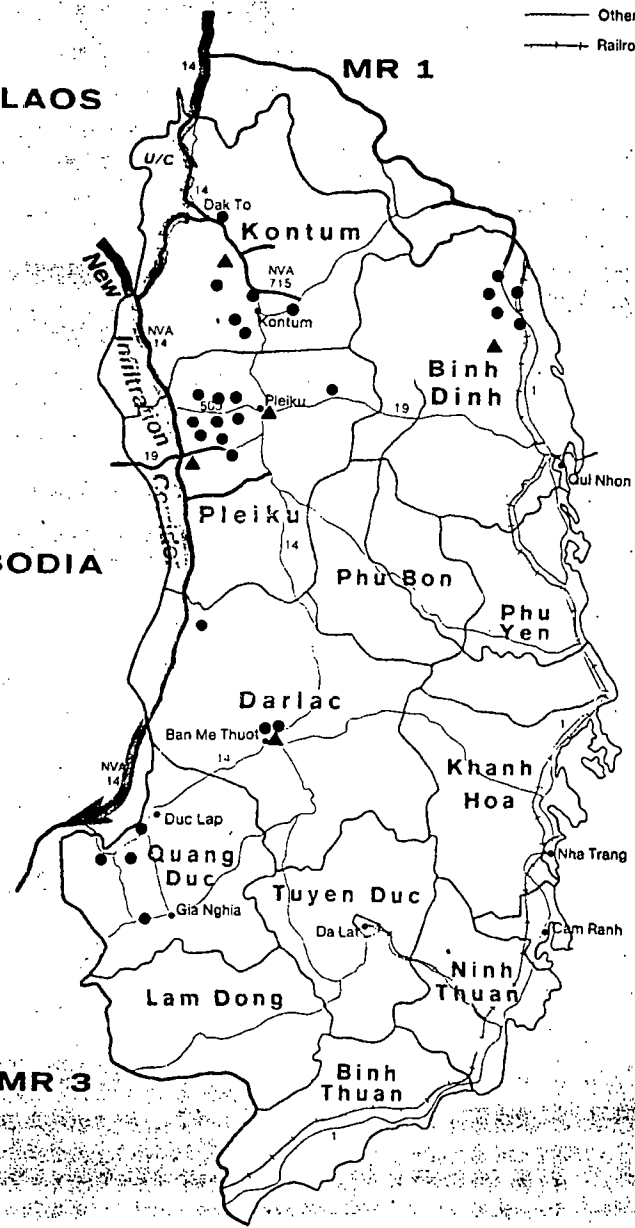 Other
Railro
14
MR 1
LAOS
U/C
14
Dak To
Kontum
New
NVA
715
NVA
14
Kontum
Infiltration
Binh
Dinh
1
Pleiku
19
19
Qui Nhon
Corridor
Pleiku
14
BODIA
Phu Bon
Phu
Yen
Darlac
Ban Me Thuot
14
1
NVA
14
Khanh
Hoa
Duc Lap
Quang
Duc
Nha Trang
Tuyen Duc
Gia Nghia
Da Lat
Cam Ranh
Ninh
Thuan
Lam Dong
MR 3
Binh
Thuan
1